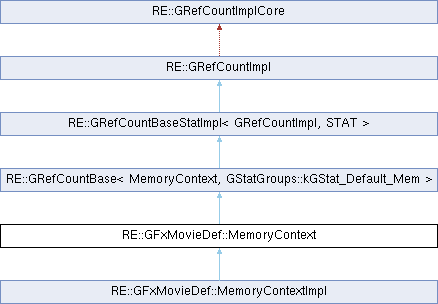 RE::GRefCountImplCore
RE::GRefCountImpl
RE::GRefCountBaseStatImpl< GRefCountImpl, STAT >
RE::GRefCountBase< MemoryContext, GStatGroups::kGStat_Default_Mem >
RE::GFxMovieDef::MemoryContext
RE::GFxMovieDef::MemoryContextImpl